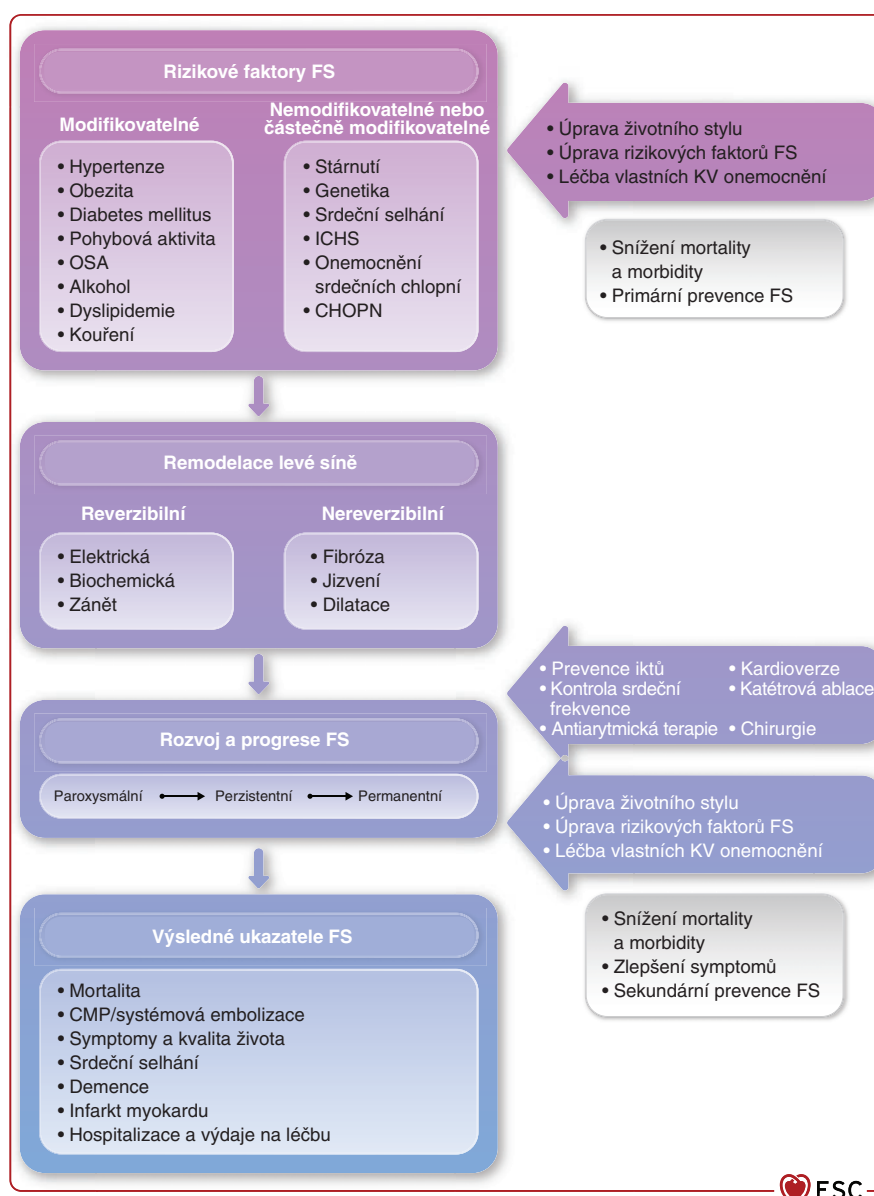 Rizikové faktory FS
Modifikovatelné
• Hypertenze
• Obezita
• Diabetes mellitus
• Pohybová aktivita
• OSA
• Alkohol
• Dyslipidemie
• Kouření
Nemodifikovatelné nebo
částečně modifikovatelné
• Stárnutí
• Genetika
• Srdeční selhání
• ICHS
• Onemocnění
srdečních chlopní
• CHOPN
• Úprava životního stylu
• Úprava rizikových faktorů FS
• Léčba vlastních KV onemocnění
• Snížení mortality
a morbidity
• Primární prevence FS
Remodelace levé síně
Reverzibilní
• Elektrická
• Biochemická
• Zánět
Nereverzibilní
• Fibróza
• Jizvení
• Dilatace
• Prevence iktů
• Kontrola srdeční
frekvence
• Antiarytmická terapie
• Kardioverze
• Katétrová ablace
• Chirurgie
Rozvoj a progrese FS
Paroxysmální Perzistentní Permanentní
• Úprava životního stylu
• Úprava rizikových faktorů FS
• Léčba vlastních KV onemocnění
Výsledné ukazatele FS
• Mortalita
• CMP/systémová embolizace
• Symptomy a kvalita života
• Srdeční selhání
• Demence
• Infarkt myokardu
• Hospitalizace a výdaje na léčbu
• Snížení mortality
a morbidity
• Zlepšení symptomů
• Sekundární prevence FS
ESC